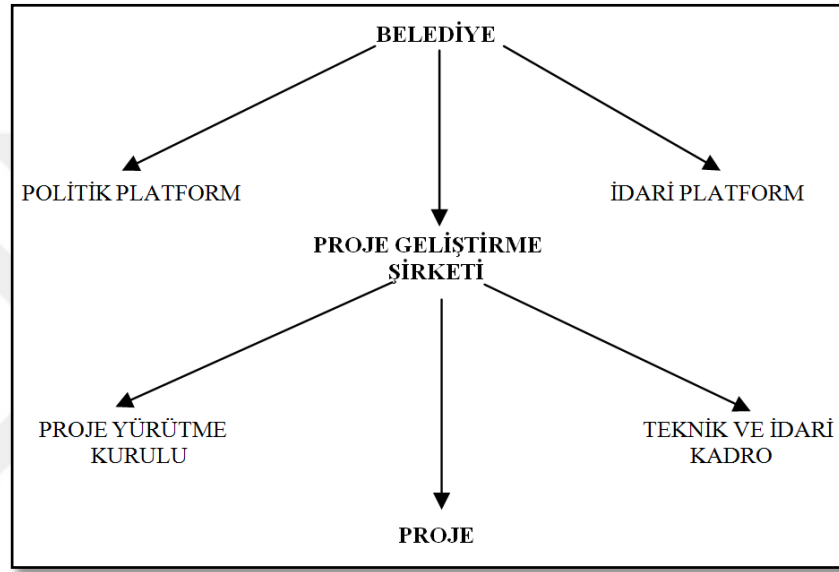 BELEDİYE
POLİTİK PLATFORM
İDARİ PLATFORM
PROJE GELİŞTİRME
ŞİRKETİ
PROJE YÜRÜTME
KURULU
TEKNİK VE İDARİ
KADRO
PROJE